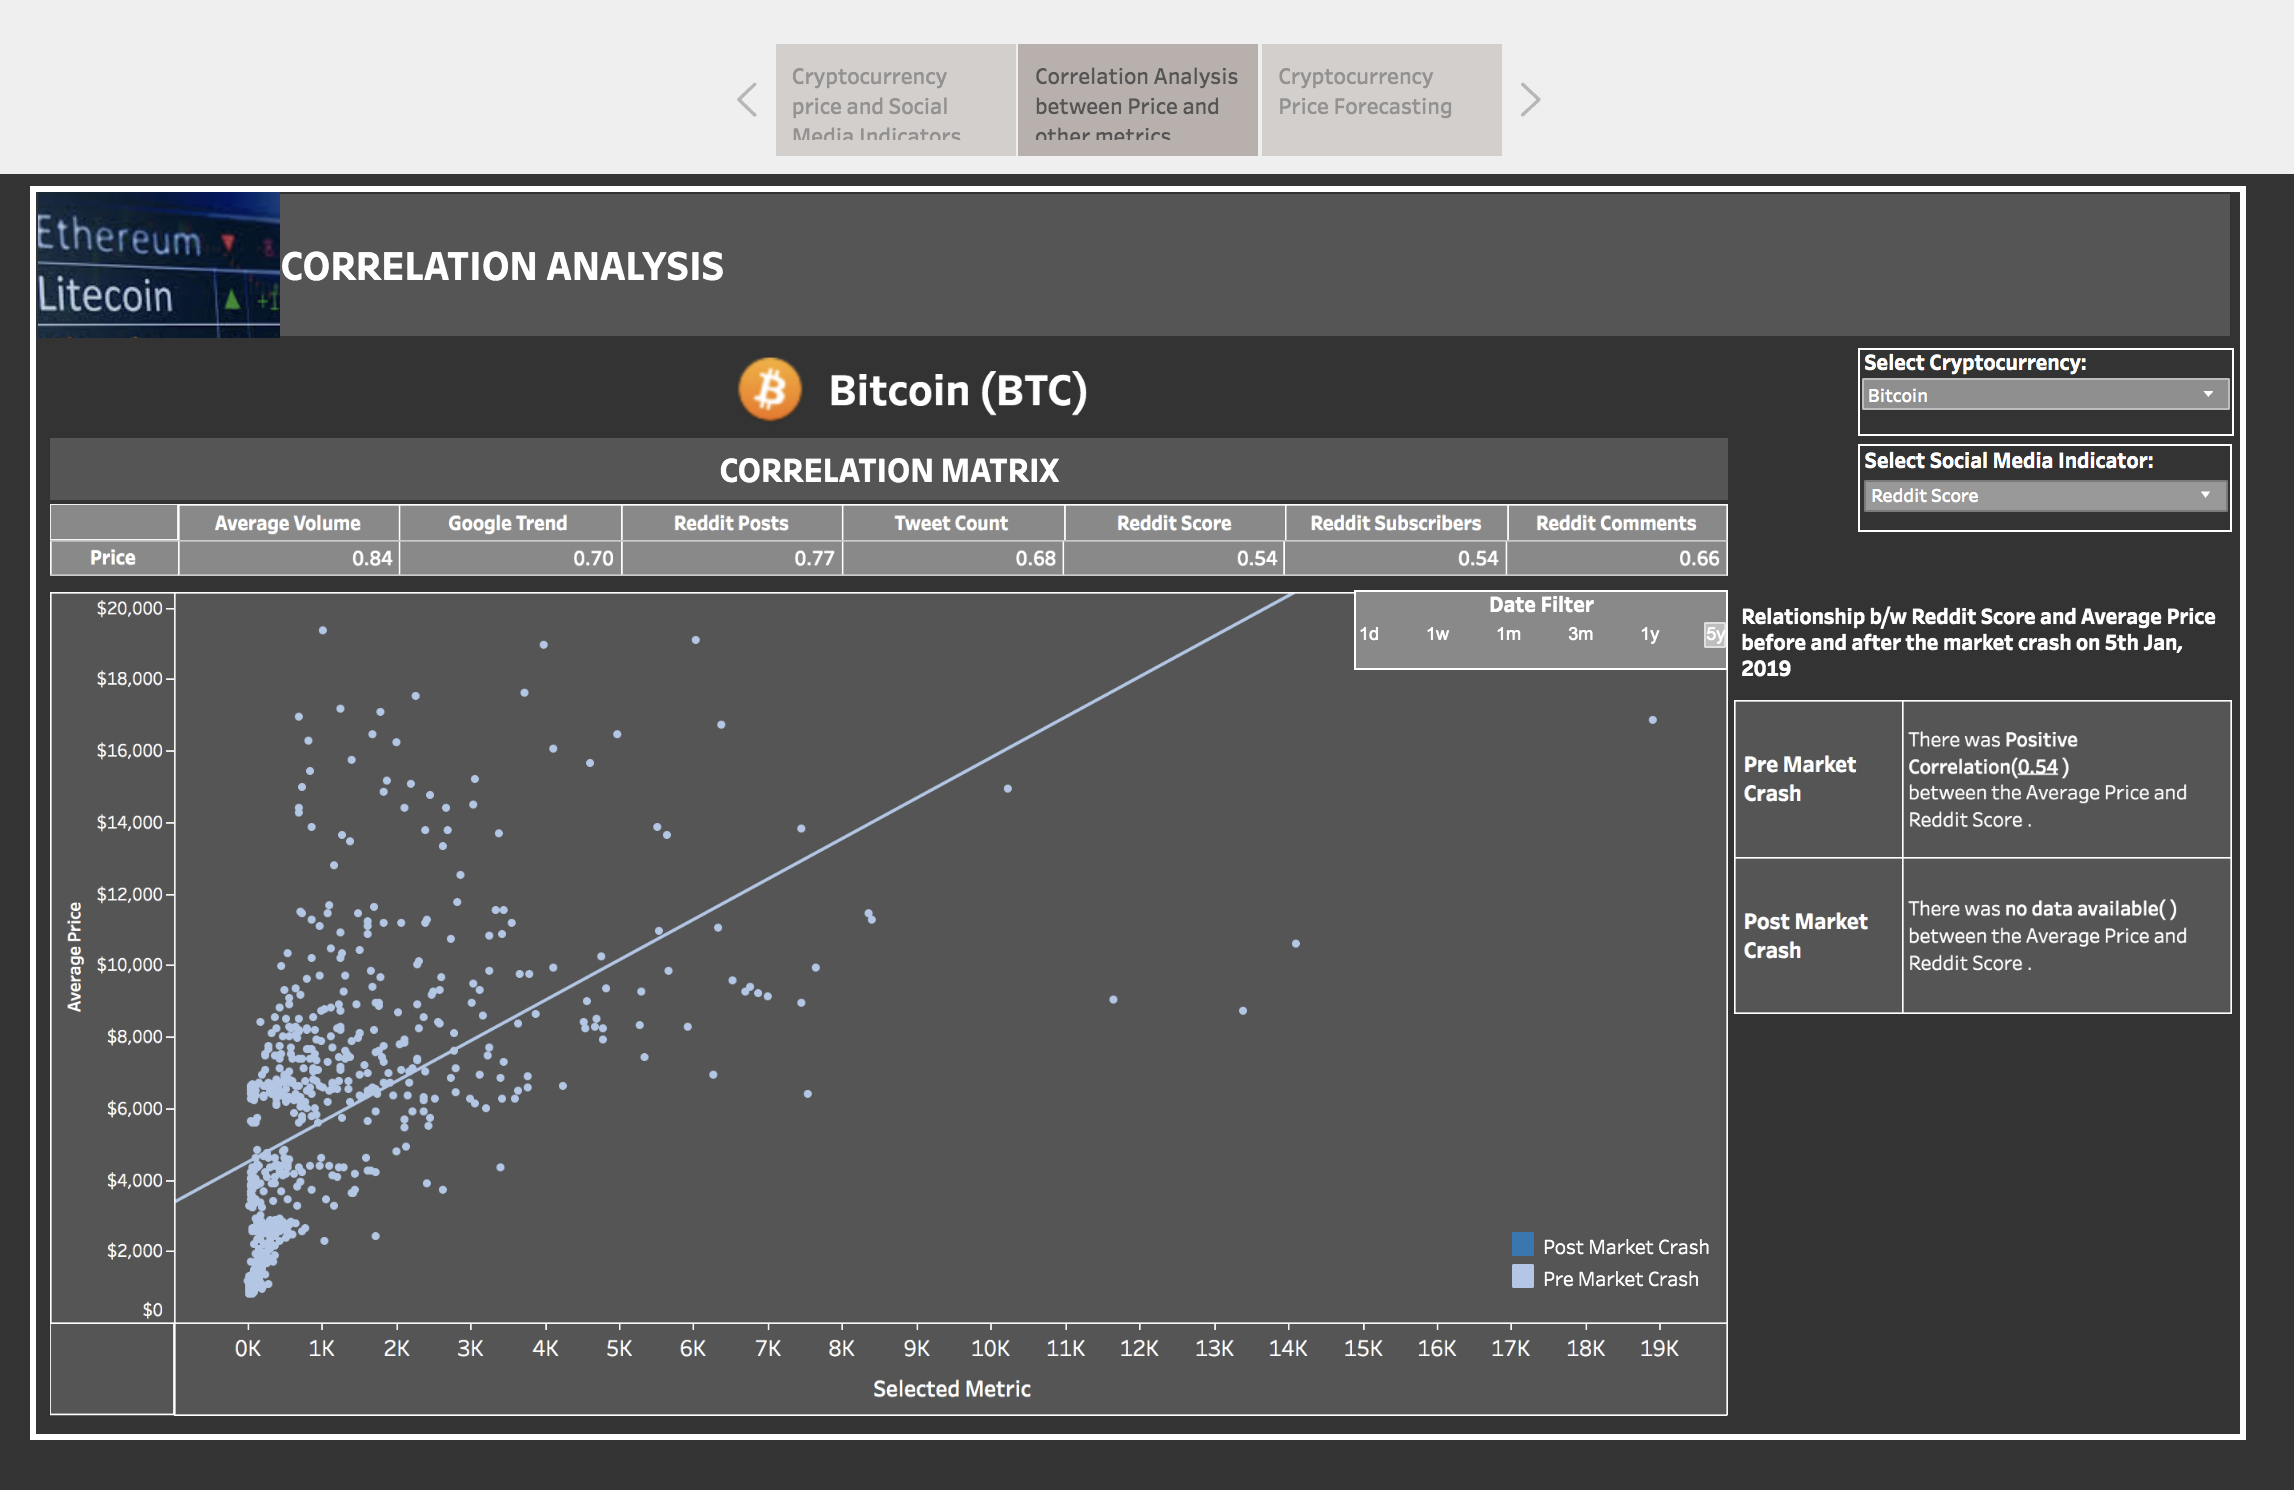 Cryptocurrency
price and Social
Media Indicators
Correlation Analysis
between Price and
other metrics
Cryptocurrency
Price Forecasting
Ethereum
Litecoin
CORRELATION ANALYSIS
Bitcoin (BTC)
Select Cryptocurrency:
Bitcoin
Select Social Media Indicator:
Reddit Score
CORRELATION MATRIX
Average Volume Google Trend Reddit Posts Tweet Count Reddit Score Reddit Subscribers Reddit Comments
Price 0.84 0.70 0.77 0.68 0.54 0.54 0.66
Date Filter
1d 1w 1m 3m 1y 5y
$20,000
$18,000
$16,000
$14,000
$12,000
$10,000
$8,000
$6,000
$4,000
$2,000
$0
Average Price
Post Market Crash
Pre Market Crash
0K 1K 2K 3K 4K 5K 6K 7K 8K 9K 10K 11K 12K 13K 14K 15K 16K 17K 18K 19K
Selected Metric
Relationship b/w Reddit Score and Average Price
before and after the market crash on 5th Jan,
2019
Pre Market
Crash
There was Positive
Correlation(0.54 )
between the Average Price and
Reddit Score .
Post Market
Crash
There was no data available( )
between the Average Price and
Reddit Score .